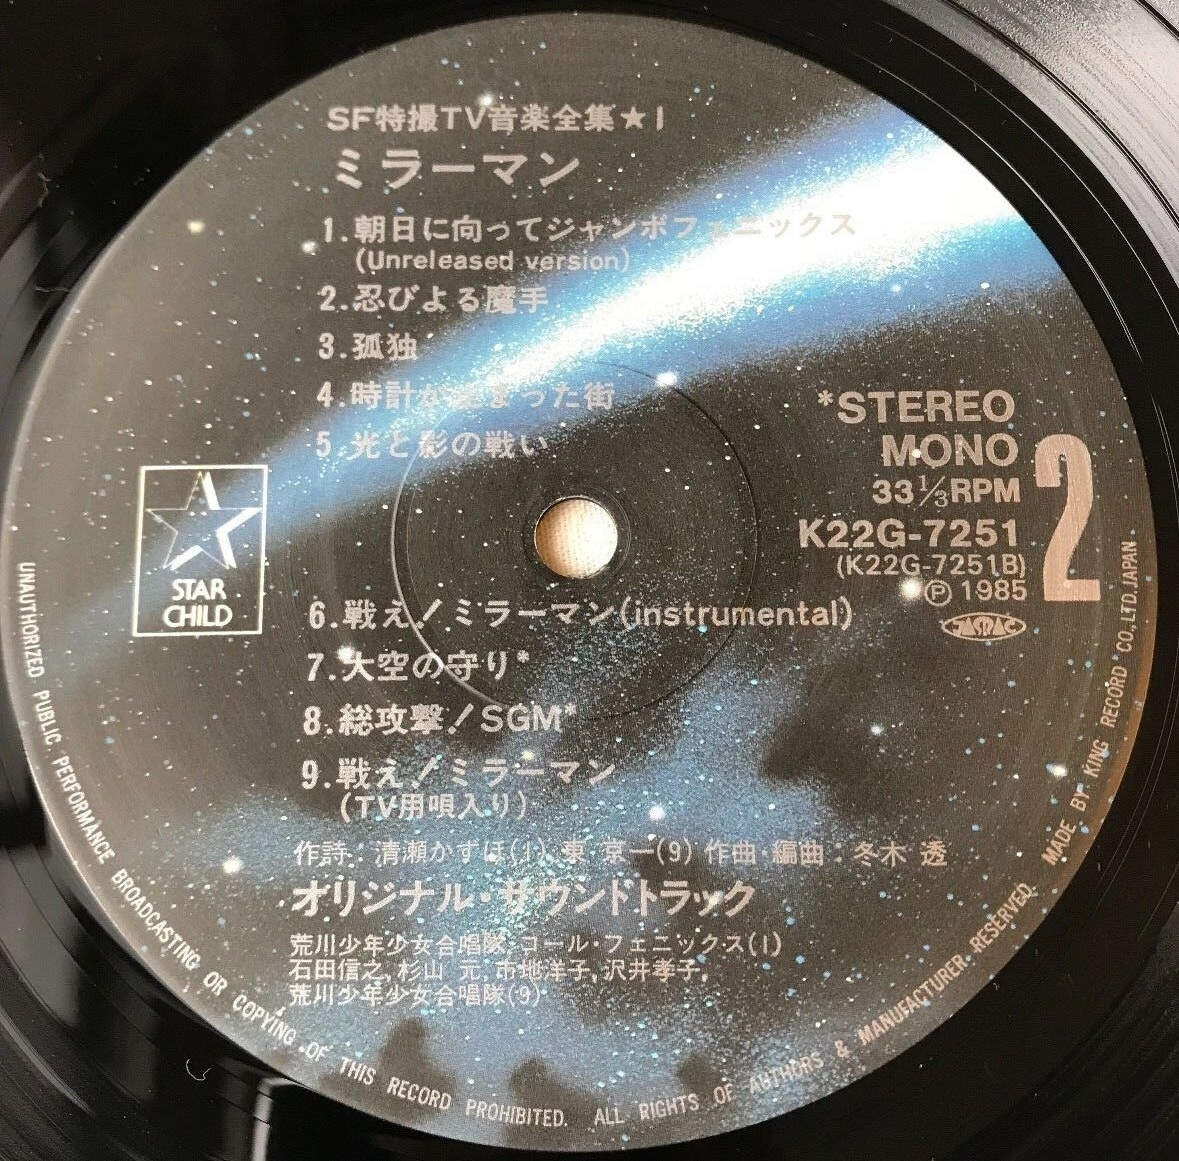 SF特撮TV音楽全集★1
ミラーマン
1.朝日に向ってジャンボフェニックス
(Unreleased version)
2.忍びよる魔手
3.孤独
4.時計が止まった街
5.光と影の戦い
STAR
CHILD
*STEREO
MONO
33⅓RPM
K22G-7251
(K22G-7251B)
Ⓟ 1985
2
6.戦え!ミラーマン(instrumental)
7.大空の守り*
8.総攻撃!SGM*
9.戦え!ミラーマン
(TV用唄入り)
作詩:清瀬かずほ(1),東 京一(9) 作曲・編曲:冬木 透
オリジナル・サウンドトラック
荒川少年少女合唱隊,コール・フェニックス(1)
石田信之,杉山 元,市地洋子,沢井孝子,
荒川少年少女合唱隊(9)
UNAUTHORIZED PUBLIC PERFORMANCE BROADCASTING OR COPYING OF THIS RECORD PROHIBITED. ALL RIGHTS OF AUTHORS & MANUFACTURER RESERVED. MADE BY KING RECORD CO., LTD. JAPAN